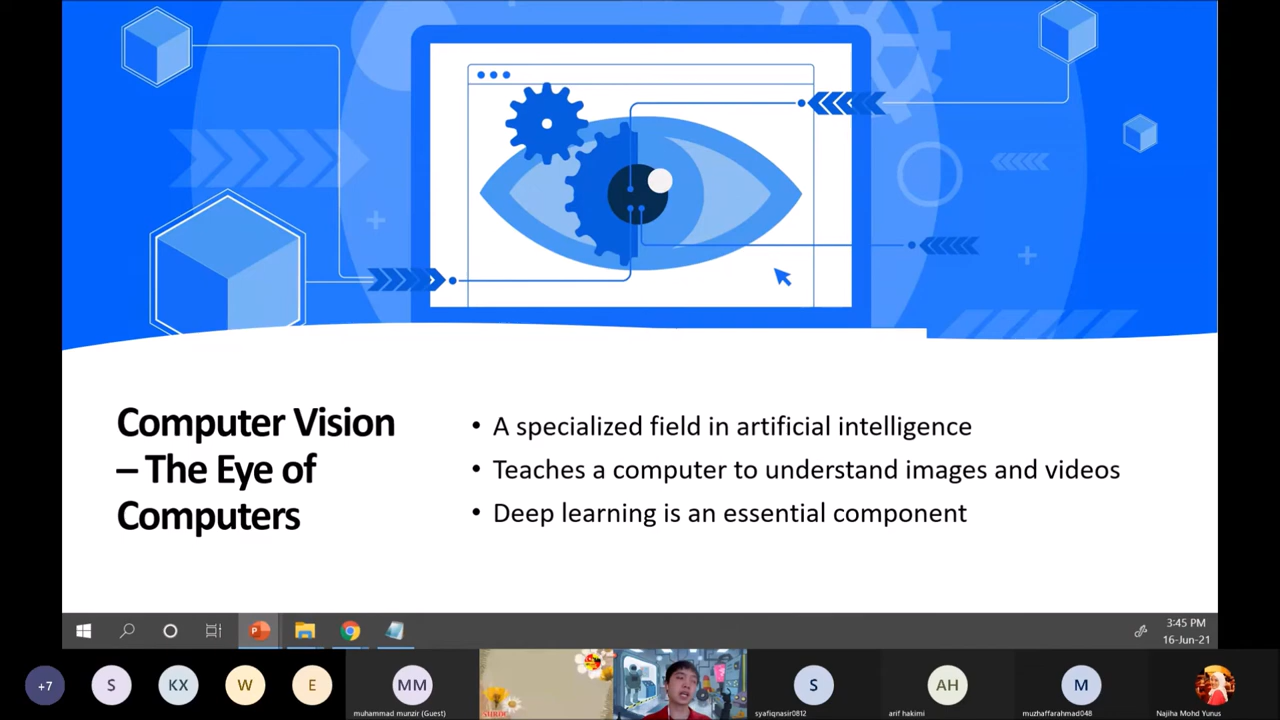 Computer Vision
– The Eye of
Computers
• A specialized field in artificial intelligence
• Teaches a computer to understand images and videos
• Deep learning is an essential component
3:45 PM
16-Jun-21
+7
S
KX
W
E
MM
muhammad munzir (Guest)
S
syafiqnasir0812
AH
arif hakimi
M
muzhaffarahmad048
Najiha Mohd Yunus